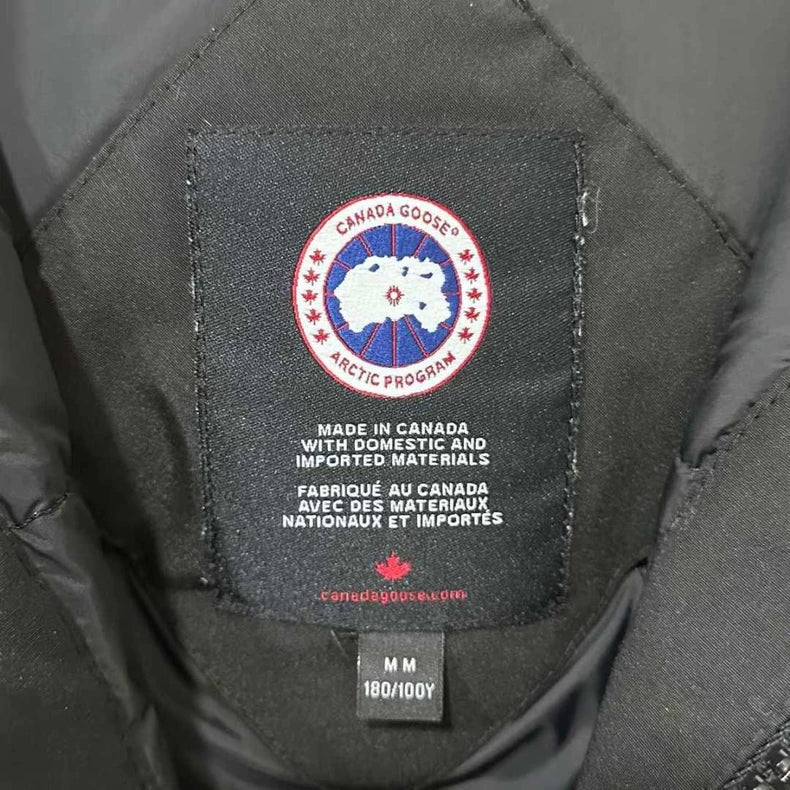 CANADA GOOSE®
ARCTIC PROGRAM
MADE IN CANADA
WITH DOMESTIC AND
IMPORTED MATERIALS
FABRIQUÉ AU CANADA
AVEC DES MATERIAUX
NATIONAUX ET IMPORTÉS
canadagoose.com
M M
180/100Y